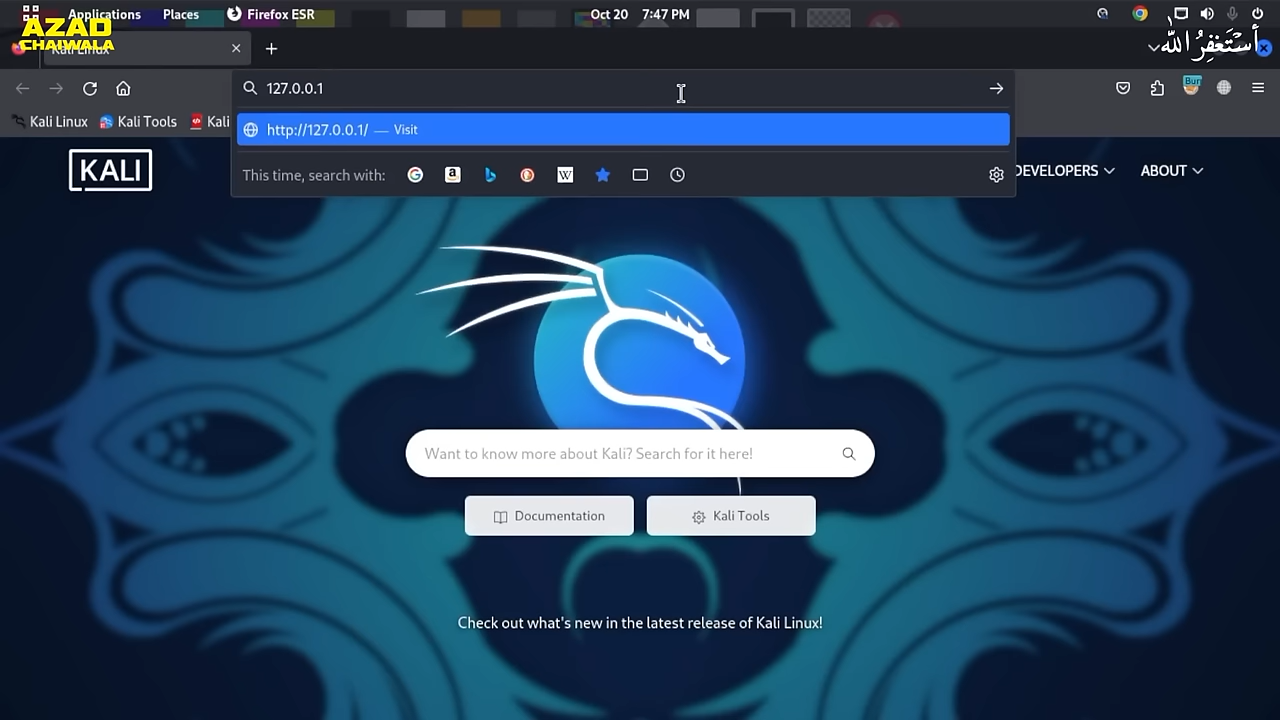 Applications Places Firefox ESR Oct 20 7:47 PM
AZAD
CHAIWALA
أستغفر الله
Kali Linux
127.0.0.1
http://127.0.0.1/ — Visit
Kali Linux Kali Tools Kali
This time, search with:
KALI
DEVELOPERS ABOUT
Want to know more about Kali? Search for it here!
Documentation Kali Tools
Check out what's new in the latest release of Kali Linux!